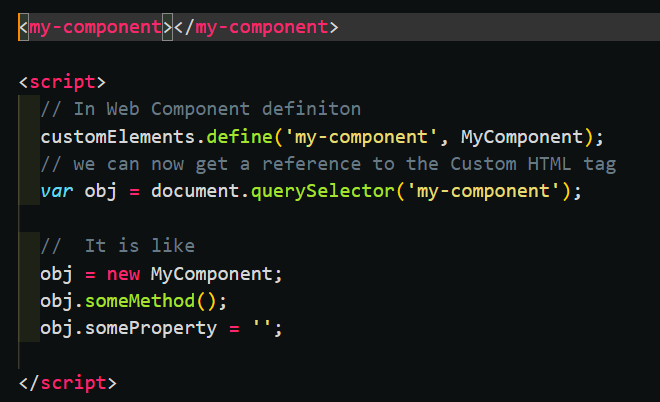 <my-component></my-component>
<script>
// In Web Component definiton
customElements.define('my-component', MyComponent);
// we can now get a reference to the Custom HTML tag
var obj = document.querySelector('my-component');
//  It is like
obj = new MyComponent;
obj.someMethod();
obj.someProperty = '';
</script>